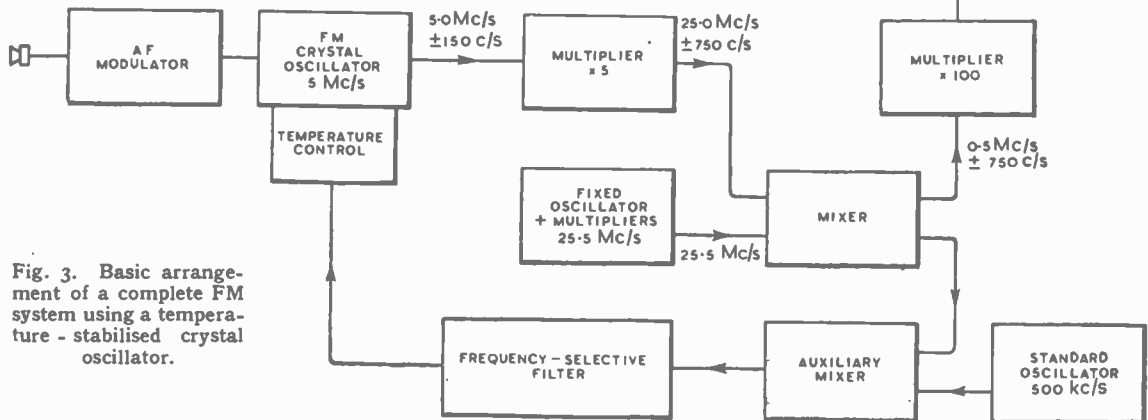 AF
MODULATOR
FM
CRYSTAL
OSCILLATOR
5 Mc/s
TEMPERATURE
CONTROL
5·0 Mc/s
±150 c/s
MULTIPLIER
× 5
25·0 Mc/s
± 750 c/s
MULTIPLIER
× 100
0·5 Mc/s
± 750 c/s
FIXED
OSCILLATOR
+ MULTIPLIERS
25·5 Mc/s
25·5 Mc/s
MIXER
Fig. 3. Basic arrange-
ment of a complete FM
system using a tempera-
ture - stabilised crystal
oscillator.
FREQUENCY – SELECTIVE
FILTER
AUXILIARY
MIXER
STANDARD
OSCILLATOR
500 kc/s